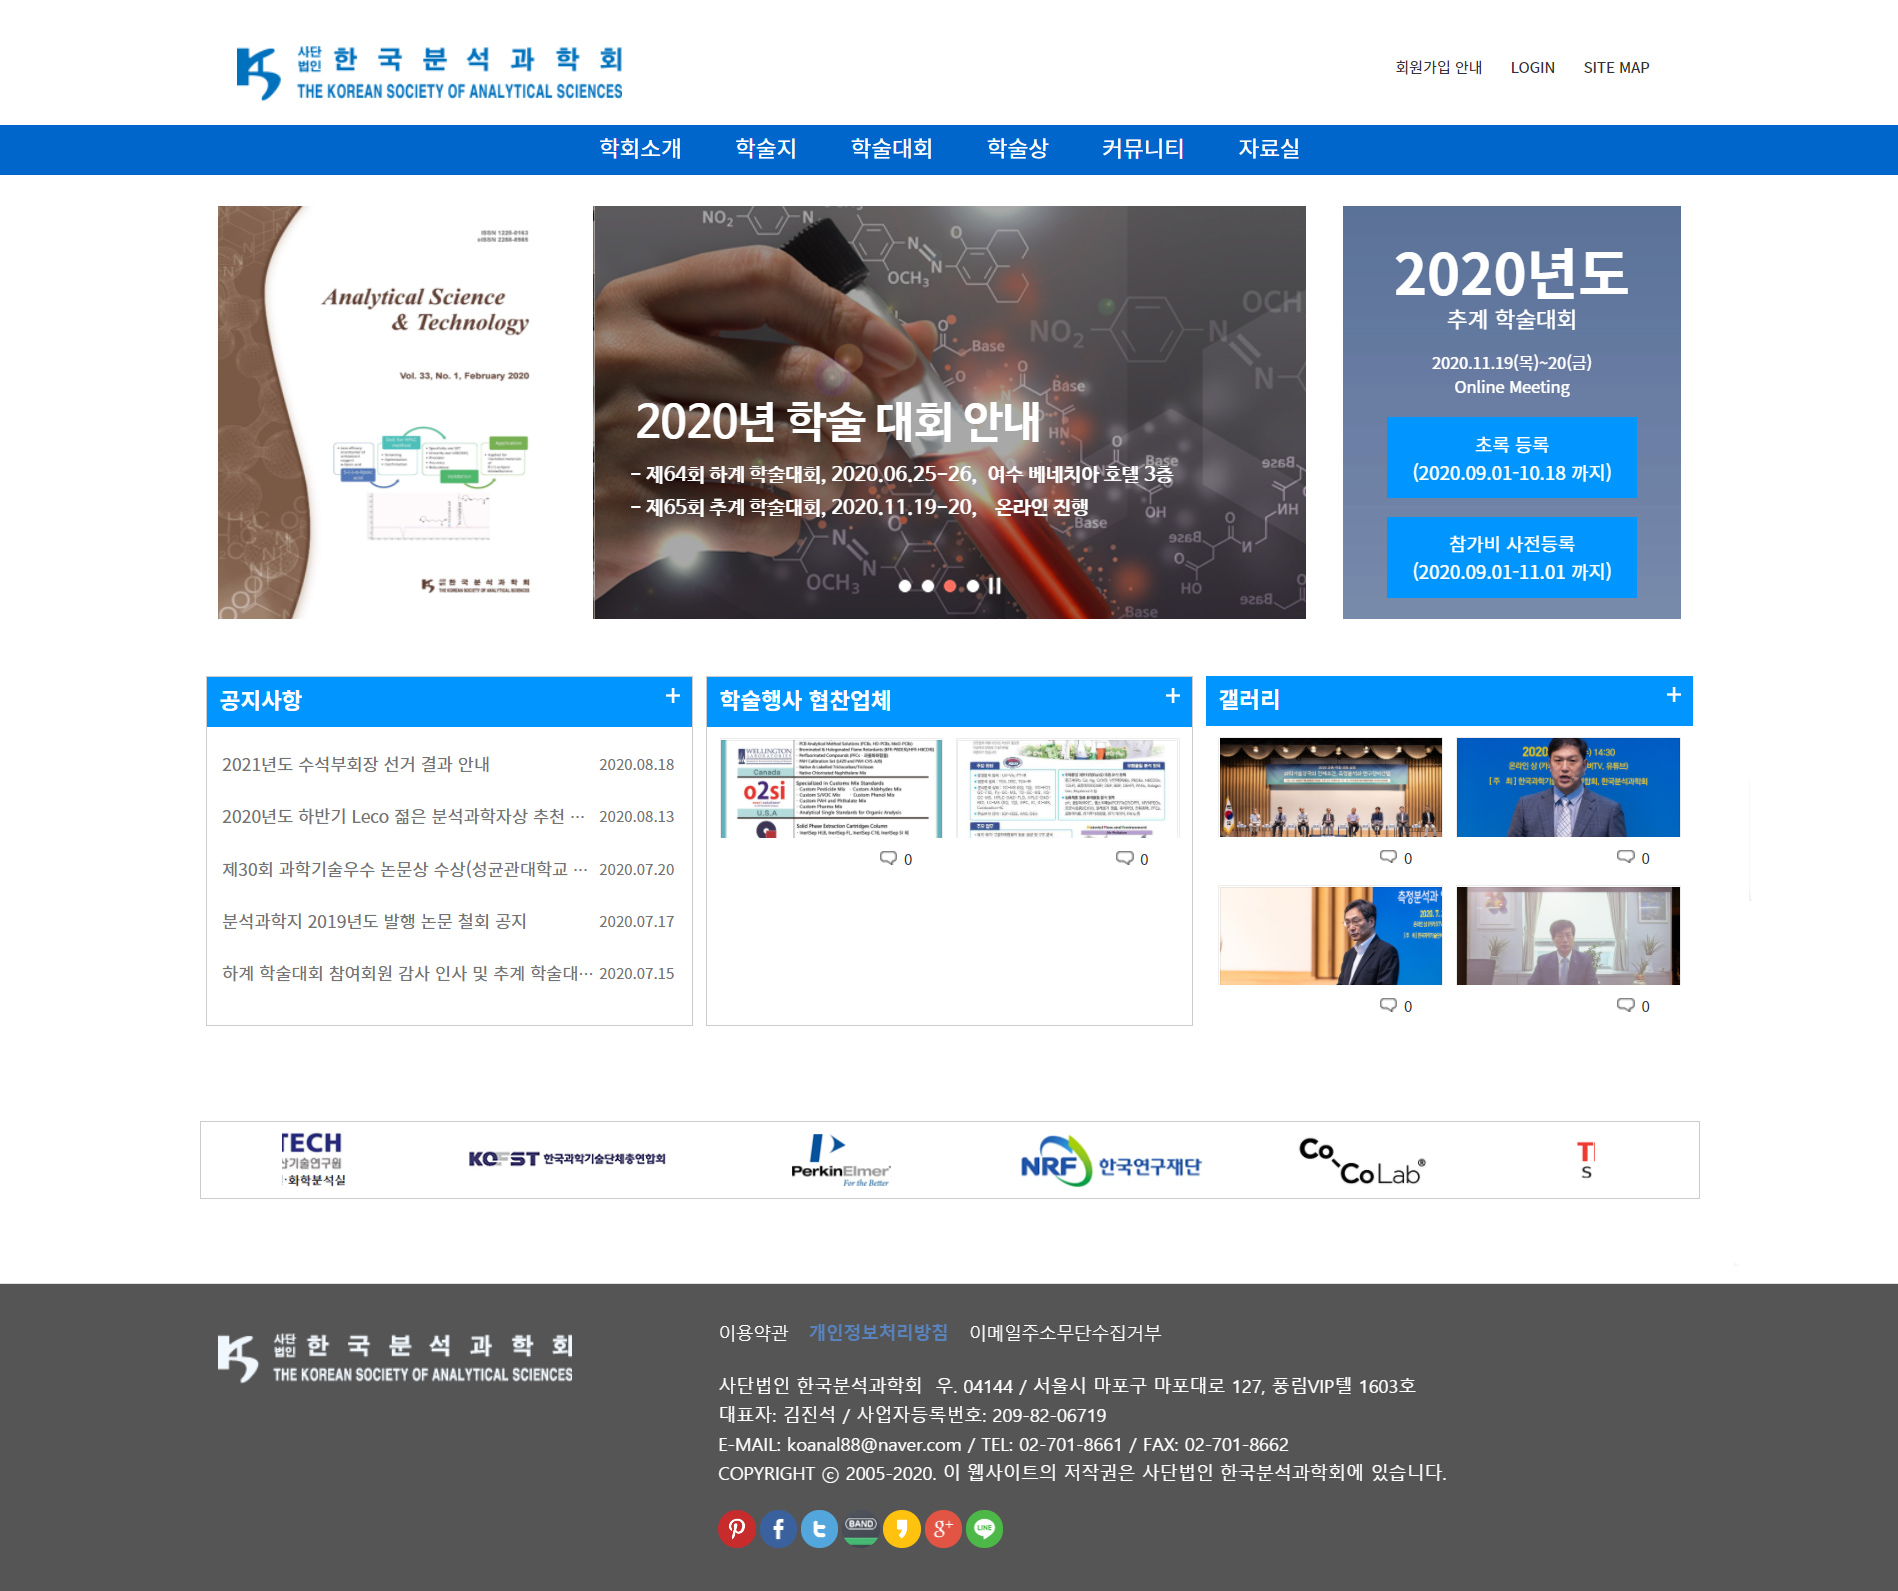 사단법인 한국분석과학회
THE KOREAN SOCIETY OF ANALYTICAL SCIENCES
회원가입 안내 LOGIN SITE MAP
학회소개 학술지 학술대회 학술상 커뮤니티 자료실
ISSN 1225-0163
eISSN 2288-8985
Analytical Science
& Technology
Vol. 33, No. 1, February 2020
한국분석과학회
THE KOREAN SOCIETY OF ANALYTICAL SCIENCES
NO₂
OCH₃
OCH
NO₂
Base
Base
Base
2020년 학술 대회 안내
- 제64회 하계 학술대회, 2020.06.25-26, 여수 베네치아 호텔 3층
- 제65회 추계 학술대회, 2020.11.19-20, 온라인 진행
OCH₃
Base
2020년도
추계 학술대회
2020.11.19(목)~20(금)
Online Meeting
초록 등록
(2020.09.01-10.18 까지)
참가비 사전등록
(2020.09.01-11.01 까지)
공지사항 +
2021년도 수석부회장 선거 결과 안내 2020.08.18
2020년도 하반기 Leco 젊은 분석과학자상 추천 … 2020.08.13
제30회 과학기술우수 논문상 수상(성균관대학교 … 2020.07.20
분석과학지 2019년도 발행 논문 철회 공지 2020.07.17
하계 학술대회 참여회원 감사 인사 및 추계 학술대… 2020.07.15
학술행사 협찬업체 +
WELLINGTON
LABORATORIES
Canada
o2si
U.S.A
0
0
갤러리 +
0
0
0
0
TECH
한국과학기술단체총연합회
KOFST
PerkinElmer
For the Better
NRF 한국연구재단
Co
CoLab
사단법인 한국분석과학회
THE KOREAN SOCIETY OF ANALYTICAL SCIENCES
이용약관 개인정보처리방침 이메일주소무단수집거부
사단법인 한국분석과학회 우. 04144 / 서울시 마포구 마포대로 127, 풍림VIP텔 1603호
대표자: 김진석 / 사업자등록번호: 209-82-06719
E-MAIL: koanal88@naver.com / TEL: 02-701-8661 / FAX: 02-701-8662
COPYRIGHT ⓒ 2005-2020. 이 웹사이트의 저작권은 사단법인 한국분석과학회에 있습니다.
BAND
LINE